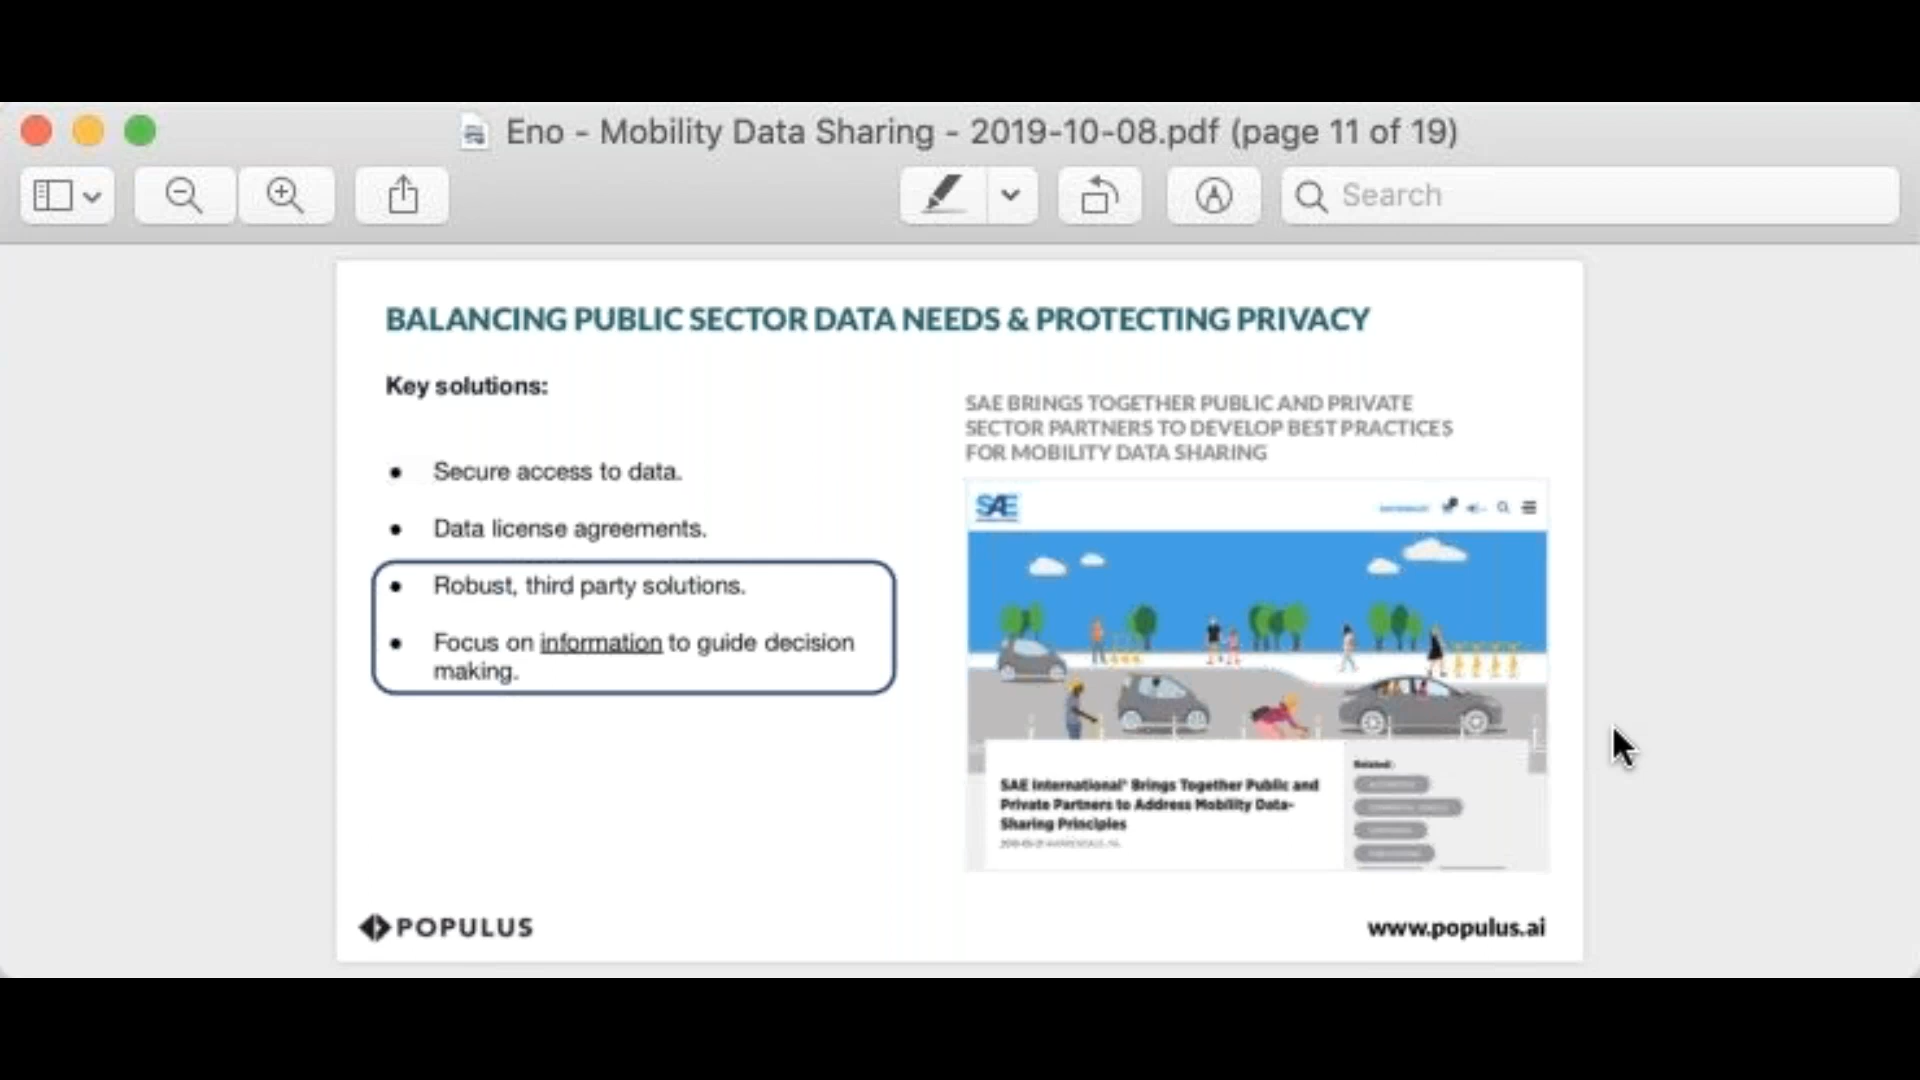 Eno - Mobility Data Sharing - 2019-10-08.pdf (page 11 of 19)
Search
BALANCING PUBLIC SECTOR DATA NEEDS & PROTECTING PRIVACY
Key solutions:
● Secure access to data.
● Data license agreements.
● Robust, third party solutions.
● Focus on information to guide decision
making.
SAE BRINGS TOGETHER PUBLIC AND PRIVATE
SECTOR PARTNERS TO DEVELOP BEST PRACTICES
FOR MOBILITY DATA SHARING
SAE
SAE International® Brings Together Public and
Private Partners to Address Mobility Data-
Sharing Principles
Related:
POPULUS
www.populus.ai